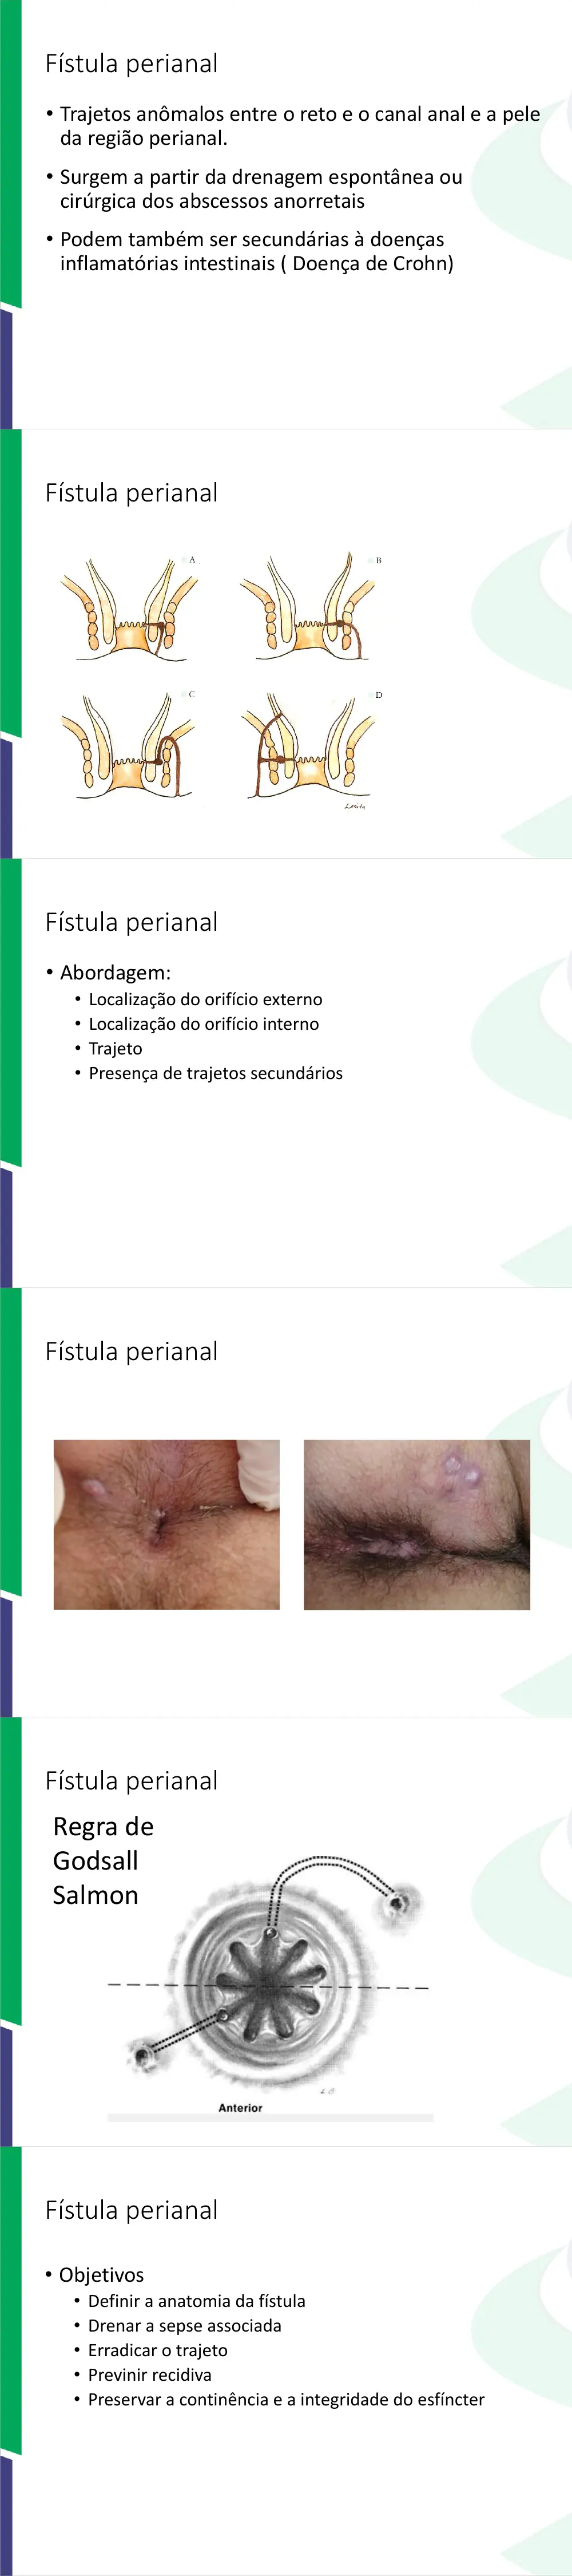 Fístula perianal
• Trajetos anômalos entre o reto e o canal anal e a pele
da região perianal.
• Surgem a partir da drenagem espontânea ou
cirúrgica dos abscessos anorretais
• Podem também ser secundárias à doenças
inflamatórias intestinais ( Doença de Crohn)
Fístula perianal
A
B
C
D
Fístula perianal
• Abordagem:
• Localização do orifício externo
• Localização do orifício interno
• Trajeto
• Presença de trajetos secundários
Fístula perianal
Fístula perianal
Regra de
Godsall
Salmon
Anterior
Fístula perianal
• Objetivos
• Definir a anatomia da fístula
• Drenar a sepse associada
• Erradicar o trajeto
• Previnir recidiva
• Preservar a continência e a integridade do esfíncter